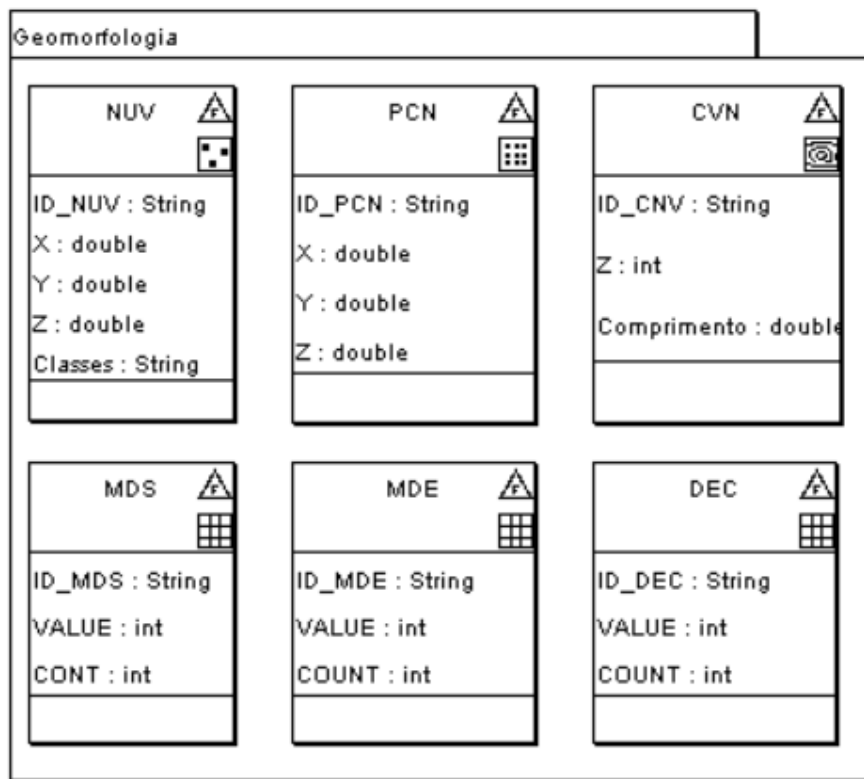 Geomorfologia
NUV
F
ID_NUV : String
X : double
Y : double
Z : double
Classes : String
PCN
F
ID_PCN : String
X : double
Y : double
Z : double
CVN
F
ID_CNV : String
Z : int
Comprimento : double
MDS
F
ID_MDS : String
VALUE : int
CONT : int
MDE
F
ID_MDE : String
VALUE : int
COUNT : int
DEC
F
ID_DEC : String
VALUE : int
COUNT : int